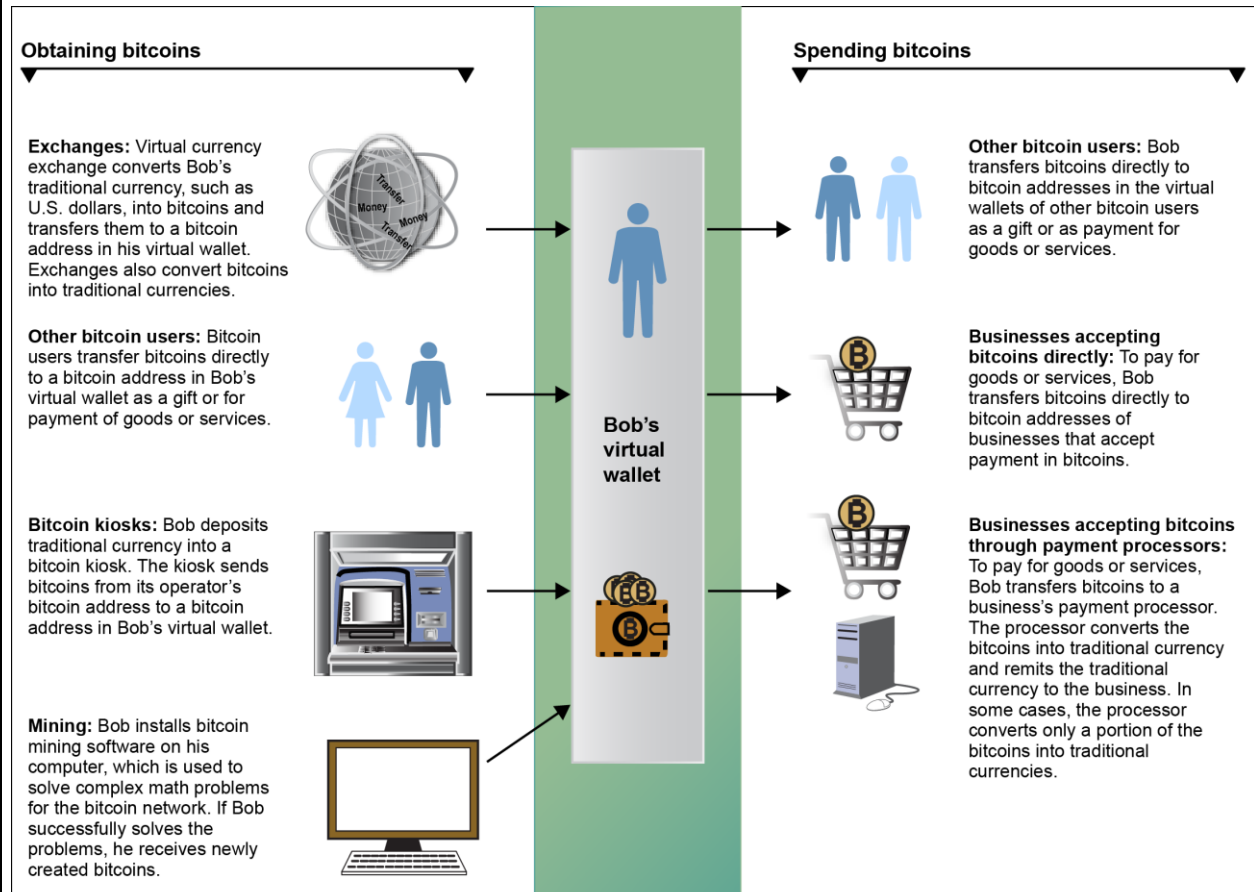 Obtaining bitcoins
Exchanges: Virtual currency
exchange converts Bob's
traditional currency, such as
U.S. dollars, into bitcoins and
transfers them to a bitcoin
address in his virtual wallet.
Exchanges also convert bitcoins
into traditional currencies.
Transfer
Money
Money
Transfer
Other bitcoin users: Bitcoin
users transfer bitcoins directly
to a bitcoin address in Bob's
virtual wallet as a gift or for
payment of goods or services.
Bitcoin kiosks: Bob deposits
traditional currency into a
bitcoin kiosk. The kiosk sends
bitcoins from its operator's
bitcoin address to a bitcoin
address in Bob's virtual wallet.
Mining: Bob installs bitcoin
mining software on his
computer, which is used to
solve complex math problems
for the bitcoin network. If Bob
successfully solves the
problems, he receives newly
created bitcoins.
Bob's
virtual
wallet
Spending bitcoins
Other bitcoin users: Bob
transfers bitcoins directly to
bitcoin addresses in the virtual
wallets of other bitcoin users
as a gift or as payment for
goods or services.
Businesses accepting
bitcoins directly: To pay for
goods or services, Bob
transfers bitcoins directly to
bitcoin addresses of
businesses that accept
payment in bitcoins.
Businesses accepting bitcoins
through payment processors:
To pay for goods or services,
Bob transfers bitcoins to a
business's payment processor.
The processor converts the
bitcoins into traditional currency
and remits the traditional
currency to the business. In
some cases, the processor
converts only a portion of the
bitcoins into traditional
currencies.